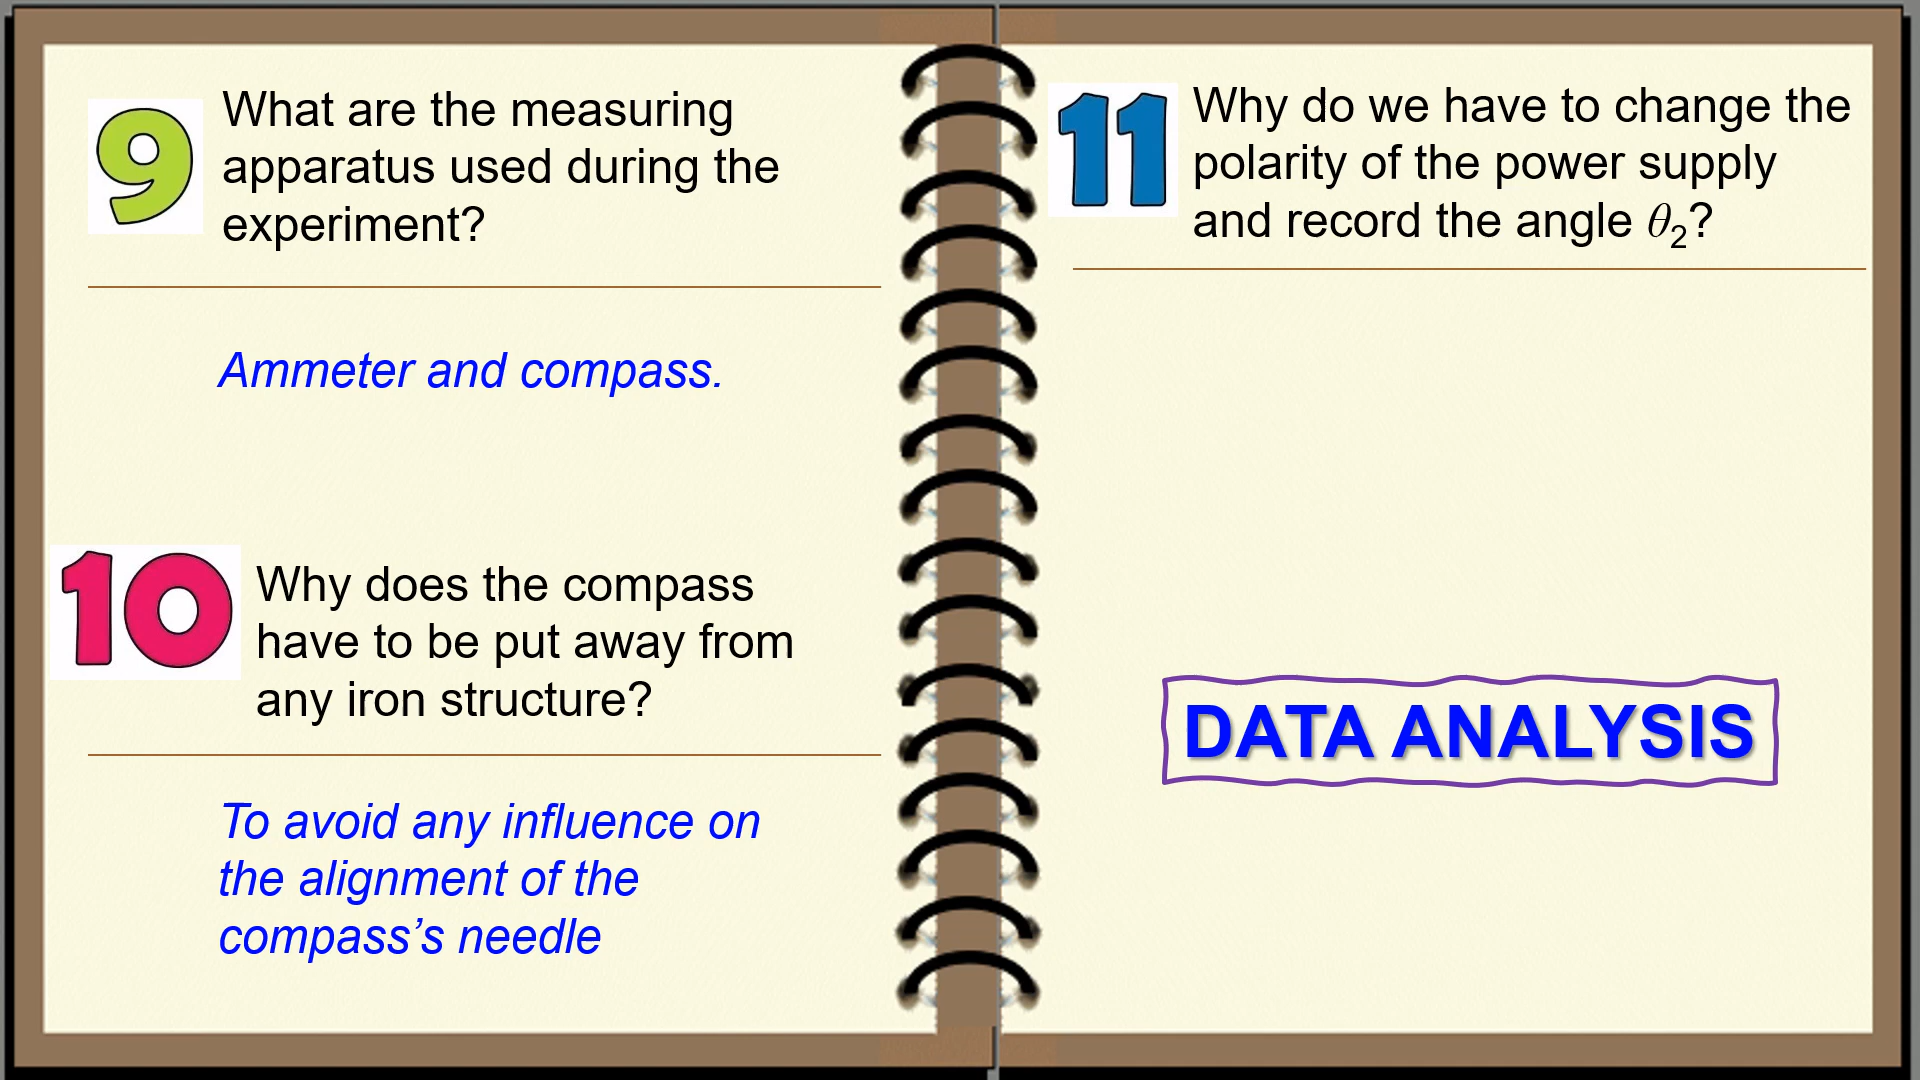 9
What are the measuring
apparatus used during the
experiment?
Ammeter and compass.
10
Why does the compass
have to be put away from
any iron structure?
To avoid any influence on
the alignment of the
compass’s needle
11
Why do we have to change the
polarity of the power supply
and record the angle θ₂?
DATA ANALYSIS